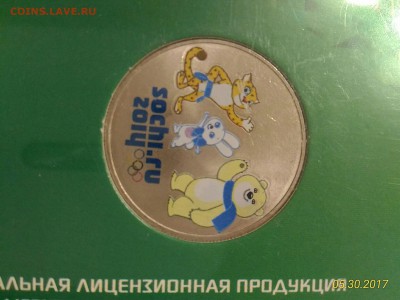 COINS.LAVE.RU
sochi.ru
2014
АЛЬНАЯ ЛИЦЕНЗИОННАЯ ПРОДУКЦИЯ
05.30.2017